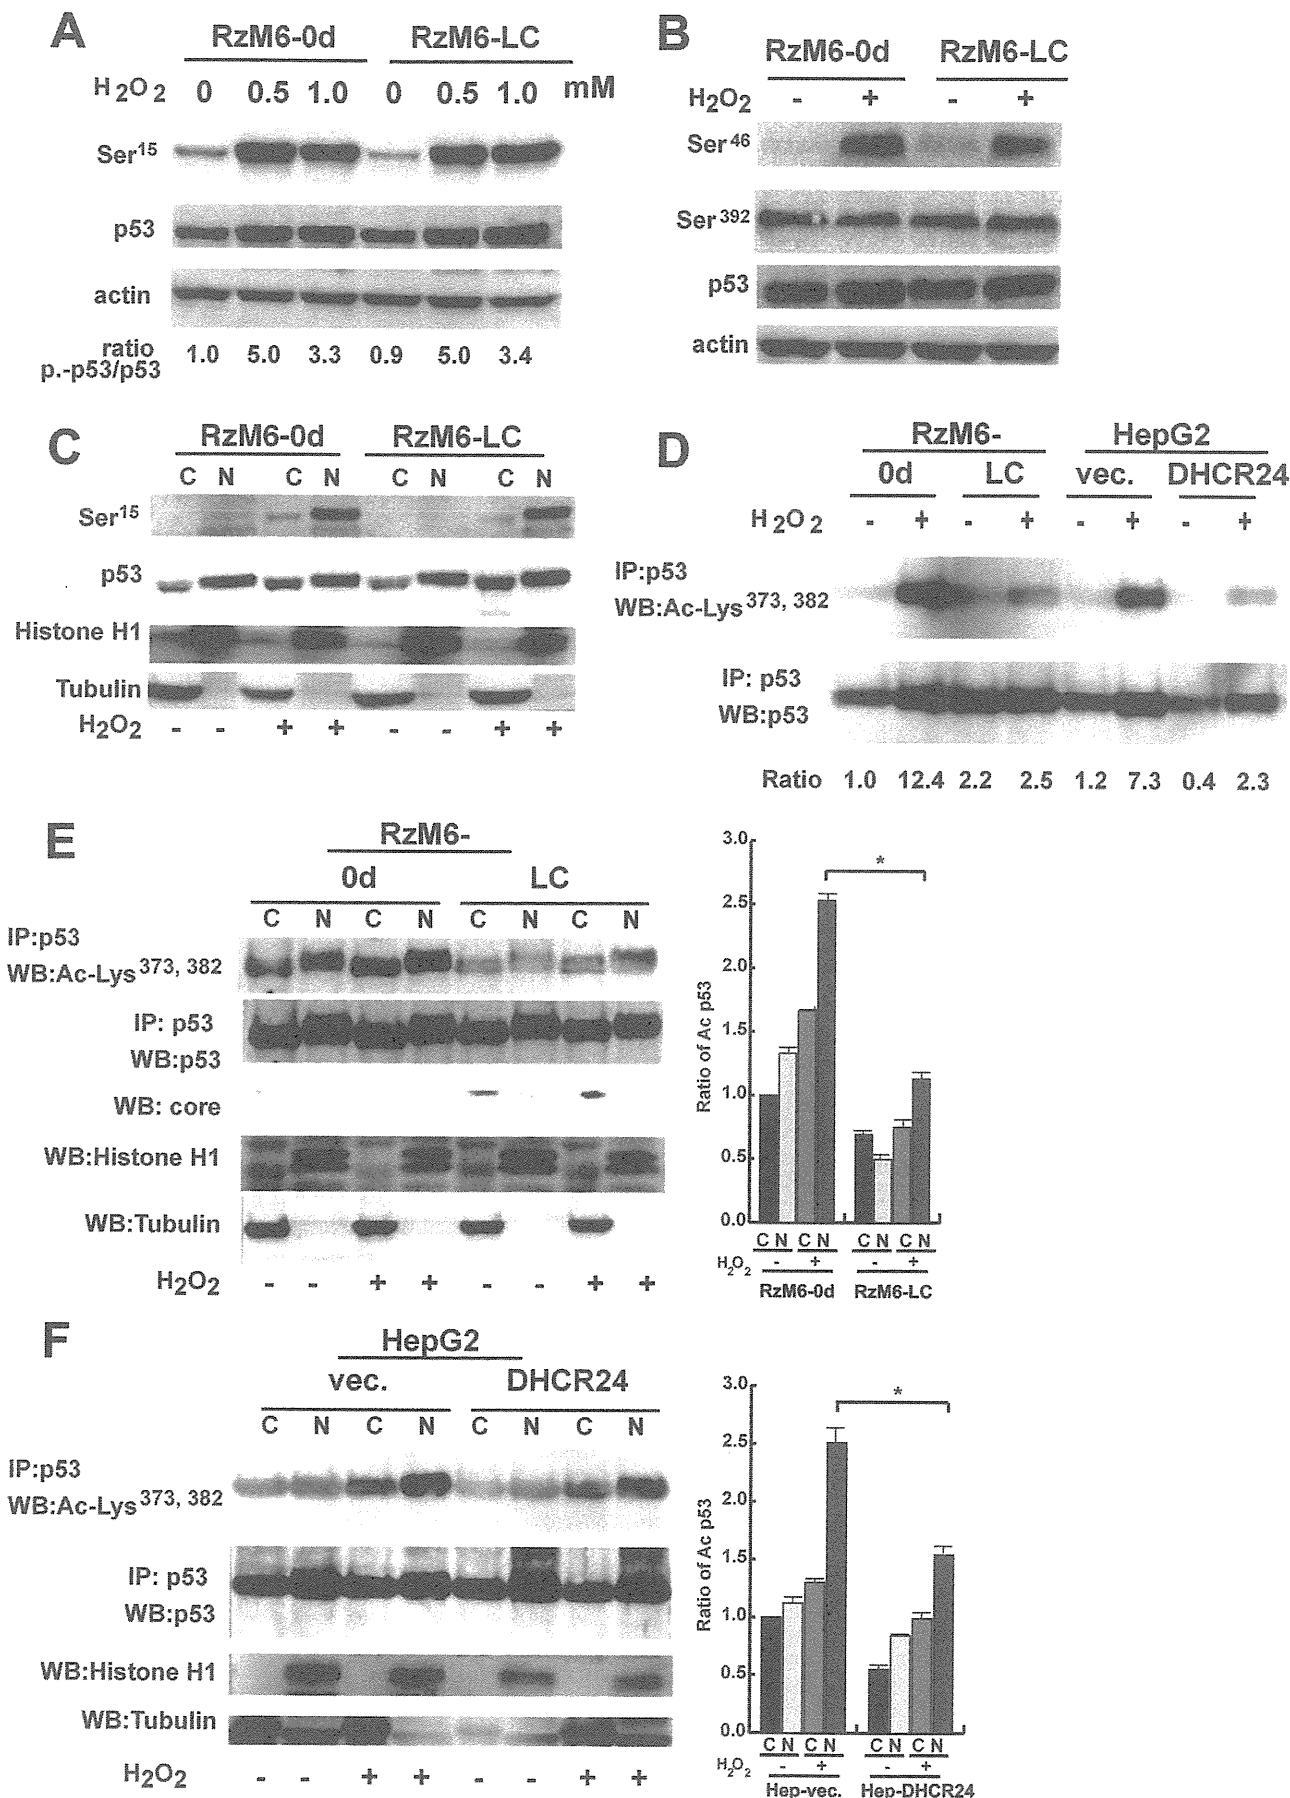 A
RzM6-0d RzM6-LC
H2O2 0 0.5 1.0 0 0.5 1.0 mM
Ser15
p53
actin
ratio
p.-p53/p53 1.0 5.0 3.3 0.9 5.0 3.4
B
RzM6-0d RzM6-LC
H2O2 - + - +
Ser46
Ser392
p53
actin
C
RzM6-0d RzM6-LC
C N C N C N C N
Ser15
p53
Histone H1
Tubulin
H2O2 - - + + - - + +
D
RzM6- HepG2
0d LC vec. DHCR24
H2O2 - + - + - + - +
IP:p53
WB:Ac-Lys373, 382
IP: p53
WB:p53
Ratio 1.0 12.4 2.2 2.5 1.2 7.3 0.4 2.3
E
RzM6-
0d LC
C N C N C N C N
IP:p53
WB:Ac-Lys373, 382
IP: p53
WB:p53
WB: core
WB:Histone H1
WB:Tubulin
H2O2 - - + + - - + +
3.0
2.5
2.0
1.5
1.0
0.5
0.0
Ratio of Ac p53
*
C N C N C N C N
H2O2 - + - +
RzM6-0d RzM6-LC
F
HepG2
vec. DHCR24
C N C N C N C N
IP:p53
WB:Ac-Lys373, 382
IP: p53
WB:p53
WB:Histone H1
WB:Tubulin
H2O2 - - + + - - + +
3.0
2.5
2.0
1.5
1.0
0.5
0.0
Ratio of Ac p53
*
C N C N C N C N
H2O2 - + - +
Hep-vec. Hep-DHCR24